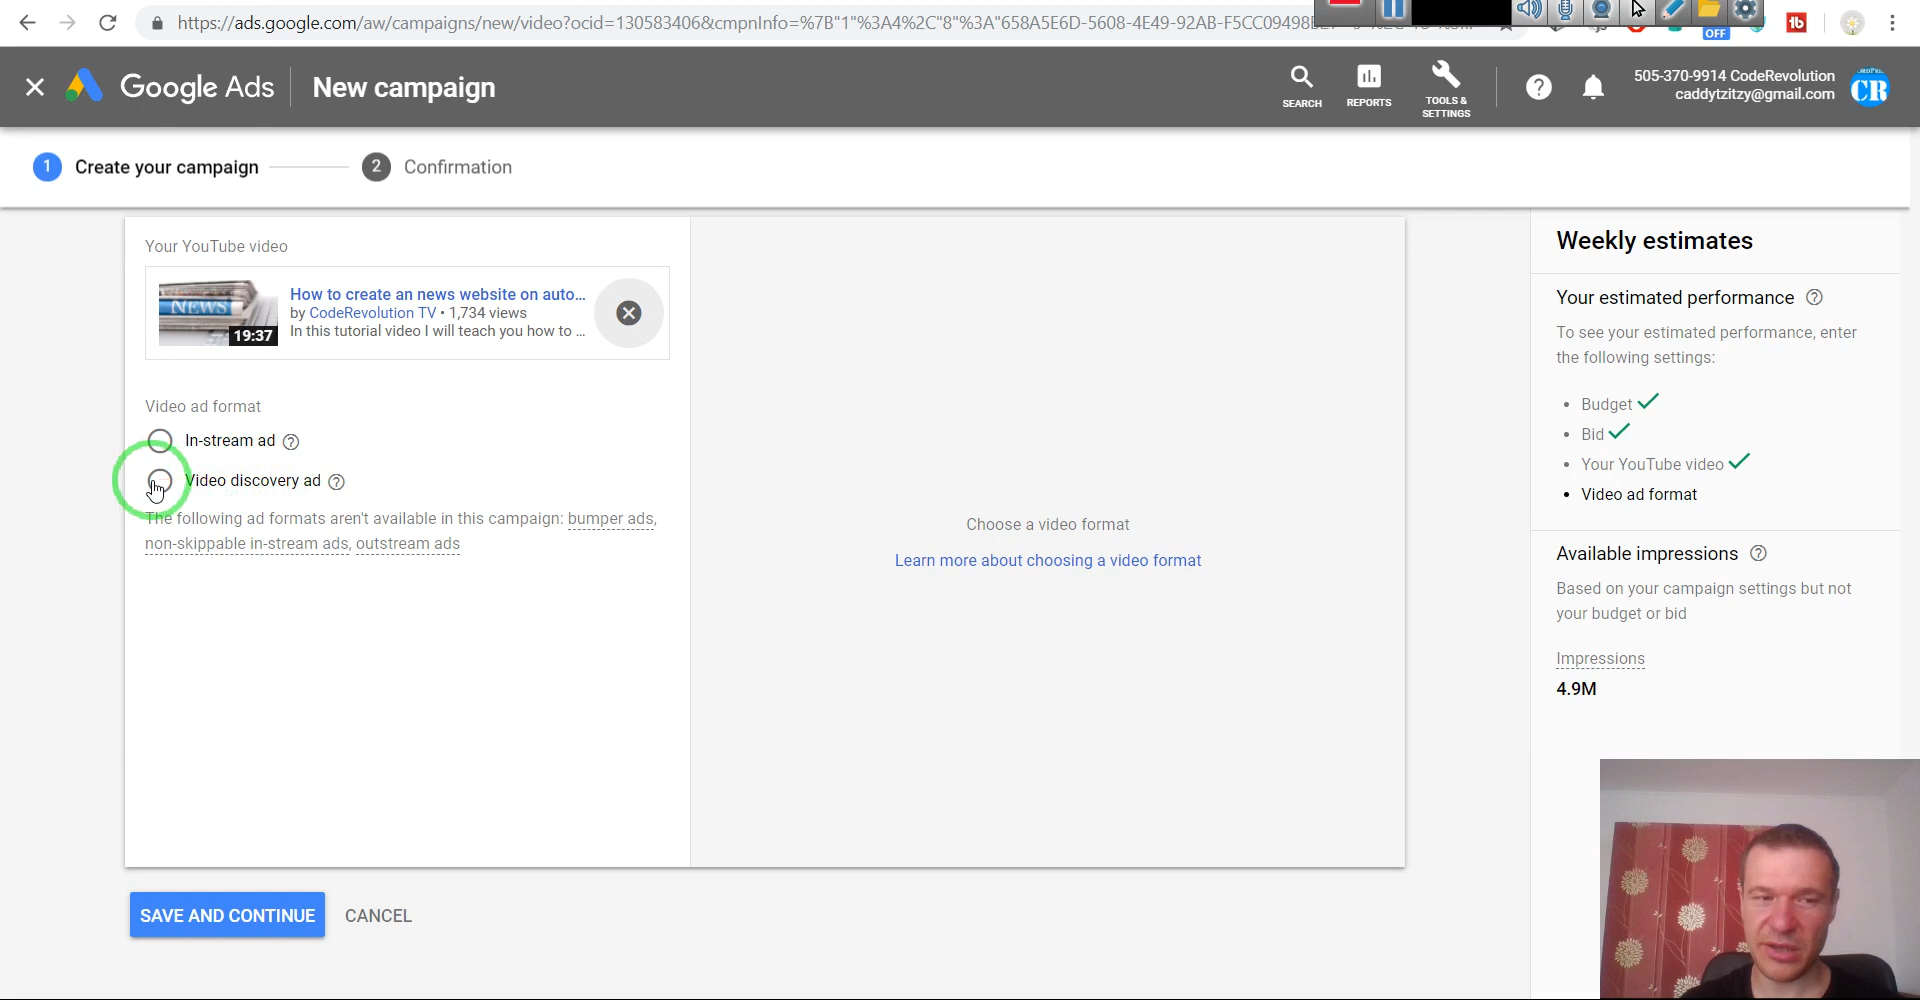 https://ads.google.com/aw/campaigns/new/video?ocid=130583406&cmpnInfo=%7B"1"%3A4%2C"8"%3A"658A5E6D-5608-4E49-92AB-F5CC09498
OFF
Google Ads
New campaign
SEARCH
REPORTS
TOOLS &
SETTINGS
505-370-9914 CodeRevolution
caddytzitzy@gmail.com
CR
1 Create your campaign
2 Confirmation
Your YouTube video
NEWS
19:37
How to create an news website on auto...
by CodeRevolution TV • 1,734 views
In this tutorial video I will teach you how to ...
Video ad format
In-stream ad
Video discovery ad
The following ad formats aren't available in this campaign: bumper ads,
non-skippable in-stream ads, outstream ads
Choose a video format
Learn more about choosing a video format
SAVE AND CONTINUE
CANCEL
Weekly estimates
Your estimated performance
To see your estimated performance, enter
the following settings:
• Budget
• Bid
• Your YouTube video
• Video ad format
Available impressions
Based on your campaign settings but not
your budget or bid
Impressions
4.9M